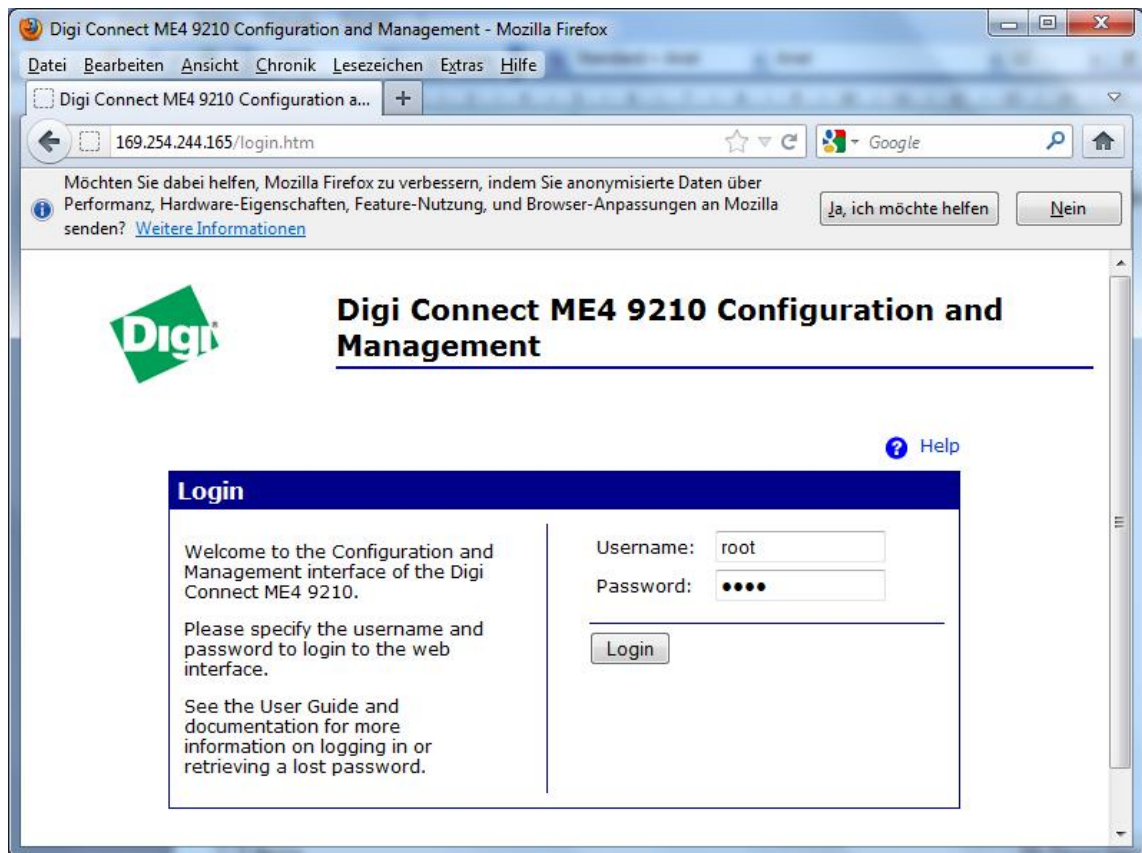 Digi Connect ME4 9210 Configuration and Management - Mozilla Firefox
Datei Bearbeiten Ansicht Chronik Lesezeichen Extras Hilfe
Digi Connect ME4 9210 Configuration a...
169.254.244.165/login.htm
Google
Möchten Sie dabei helfen, Mozilla Firefox zu verbessern, indem Sie anonymisierte Daten über
Performanz, Hardware-Eigenschaften, Feature-Nutzung, und Browser-Anpassungen an Mozilla
senden? Weitere Informationen
Ja, ich möchte helfen
Nein
Digi
Digi Connect ME4 9210 Configuration and
Management
Help
Login
Welcome to the Configuration and
Management interface of the Digi
Connect ME4 9210.
Please specify the username and
password to login to the web
interface.
See the User Guide and
documentation for more
information on logging in or
retrieving a lost password.
Username: root
Password: ••••
Login